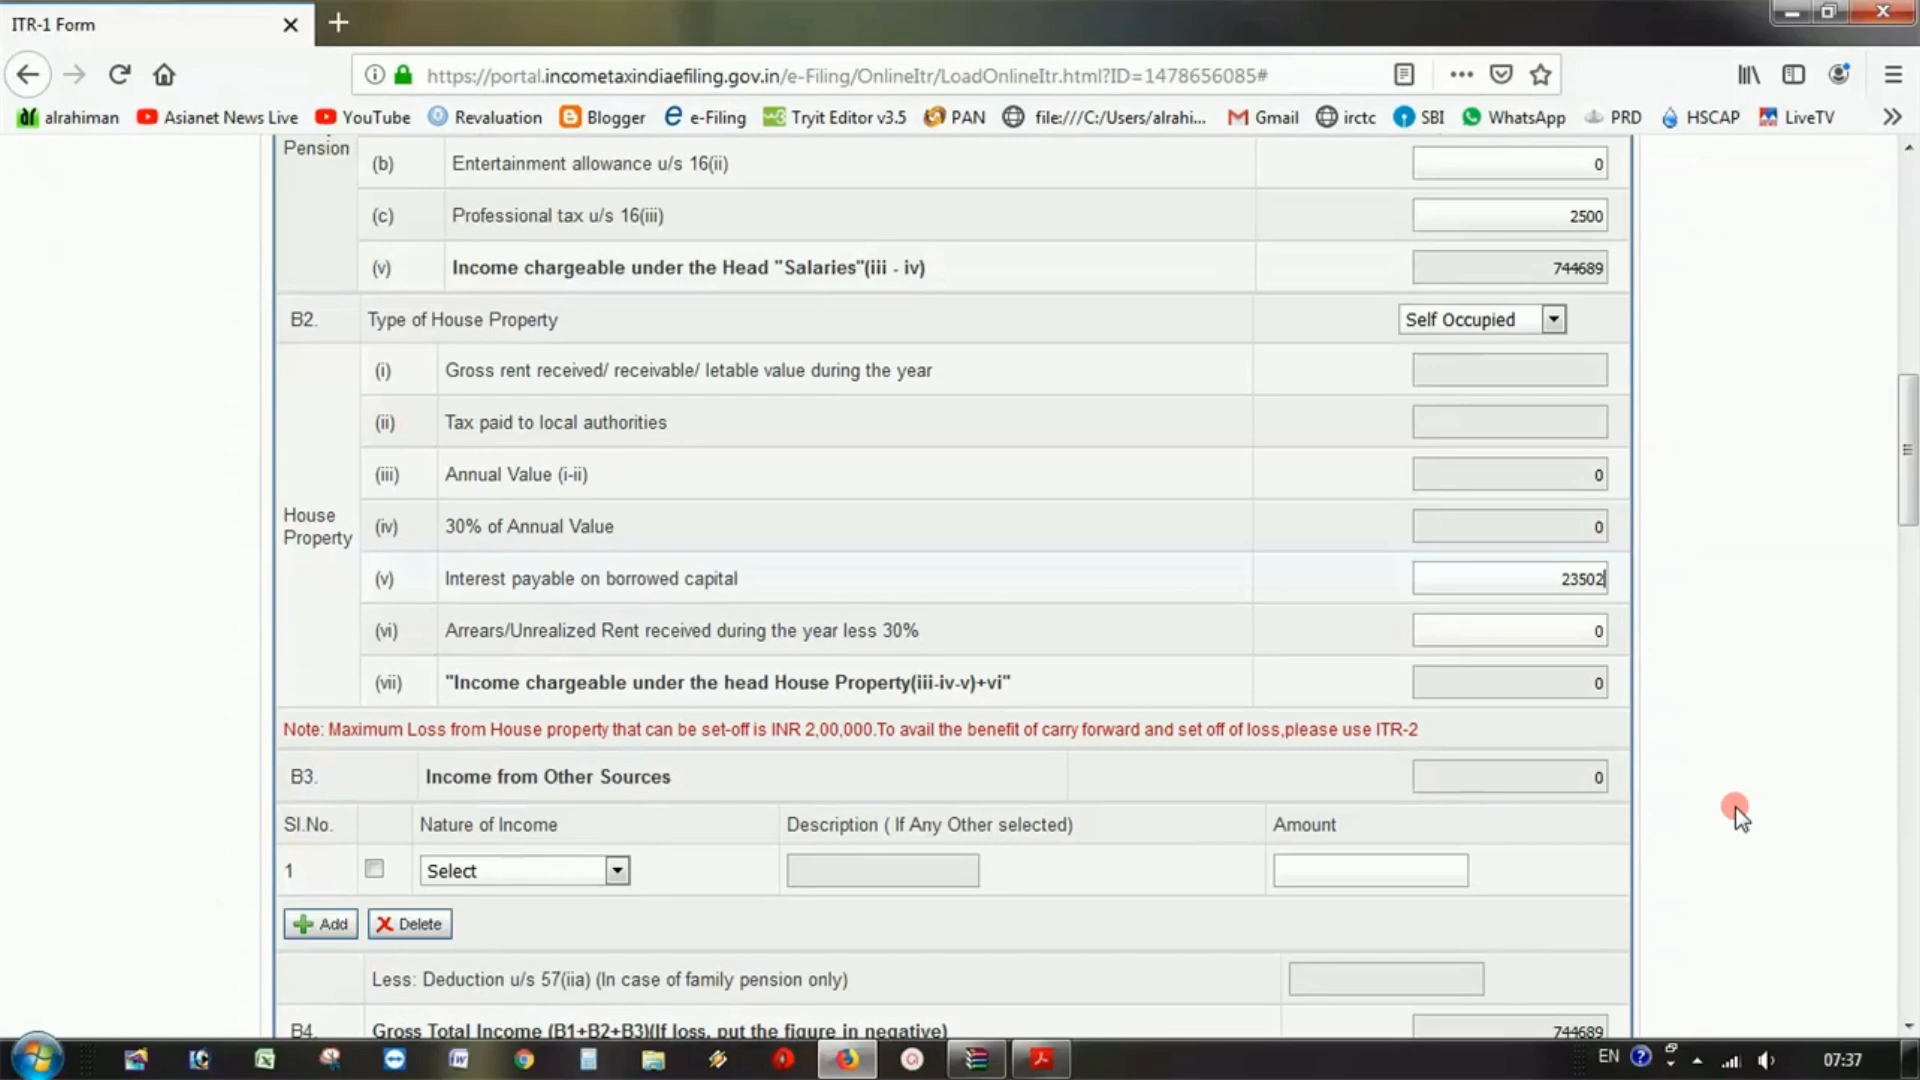 ITR-1 Form
https://portal.incometaxindiaefiling.gov.in/e-Filing/OnlineItr/LoadOnlineItr.html?ID=1478656085#
alrahiman Asianet News Live YouTube Revaluation Blogger e-Filing Tryit Editor v3.5 PAN file:///C:/Users/alrahi... Gmail irctc SBI WhatsApp PRD HSCAP LiveTV
Pension
(b) Entertainment allowance u/s 16(ii) 0
(c) Professional tax u/s 16(iii) 2500
(v) Income chargeable under the Head "Salaries"(iii - iv) 744689
B2. Type of House Property Self Occupied
(i) Gross rent received/ receivable/ letable value during the year
(ii) Tax paid to local authorities
(iii) Annual Value (i-ii) 0
House Property
(iv) 30% of Annual Value 0
(v) Interest payable on borrowed capital 23502
(vi) Arrears/Unrealized Rent received during the year less 30% 0
(vii) "Income chargeable under the head House Property(iii-iv-v)+vi" 0
Note: Maximum Loss from House property that can be set-off is INR 2,00,000.To avail the benefit of carry forward and set off of loss,please use ITR-2
B3. Income from Other Sources 0
Sl.No. Nature of Income Description ( If Any Other selected) Amount
1 Select
Add Delete
Less: Deduction u/s 57(iia) (In case of family pension only)
B4. Gross Total Income (B1+B2+B3)(If loss, put the figure in negative) 744689
EN 07:37